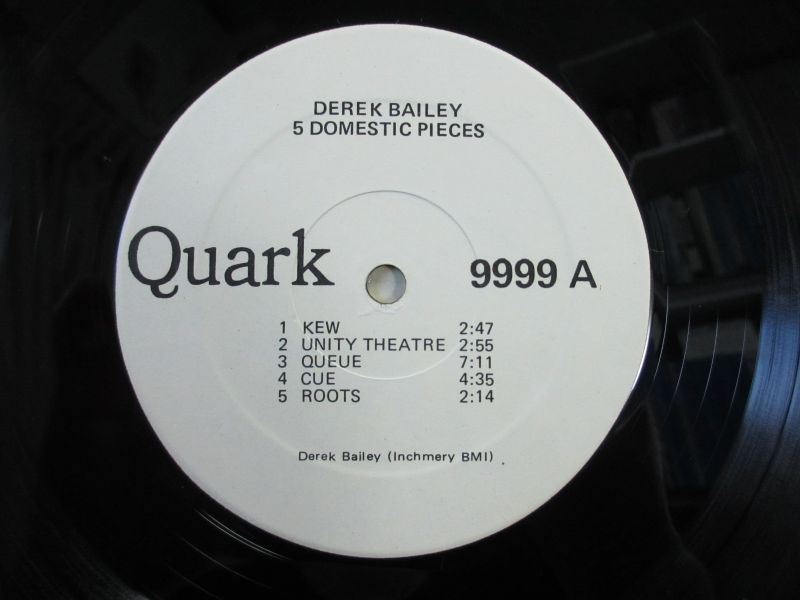 DEREK BAILEY
5 DOMESTIC PIECES
Quark
9999 A
1 KEW 2:47
2 UNITY THEATRE 2:55
3 QUEUE 7:11
4 CUE 4:35
5 ROOTS 2:14
Derek Bailey (Inchmery BMI)